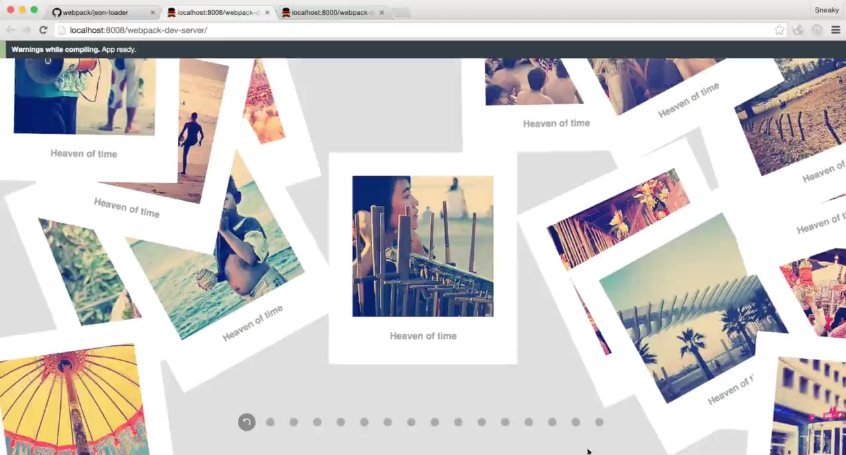 webpack/json-loader
localhost:8008/webpack-d
localhost:8000/webpack-
Sneaky
localhost:8008/webpack-dev-server/
Warnings while compiling. App ready.
Heaven of time
Heaven of time
Heaven of time
Heaven of time
Heaven of time
Heaven of time
Heaven of
Heaven of
Heaven of t